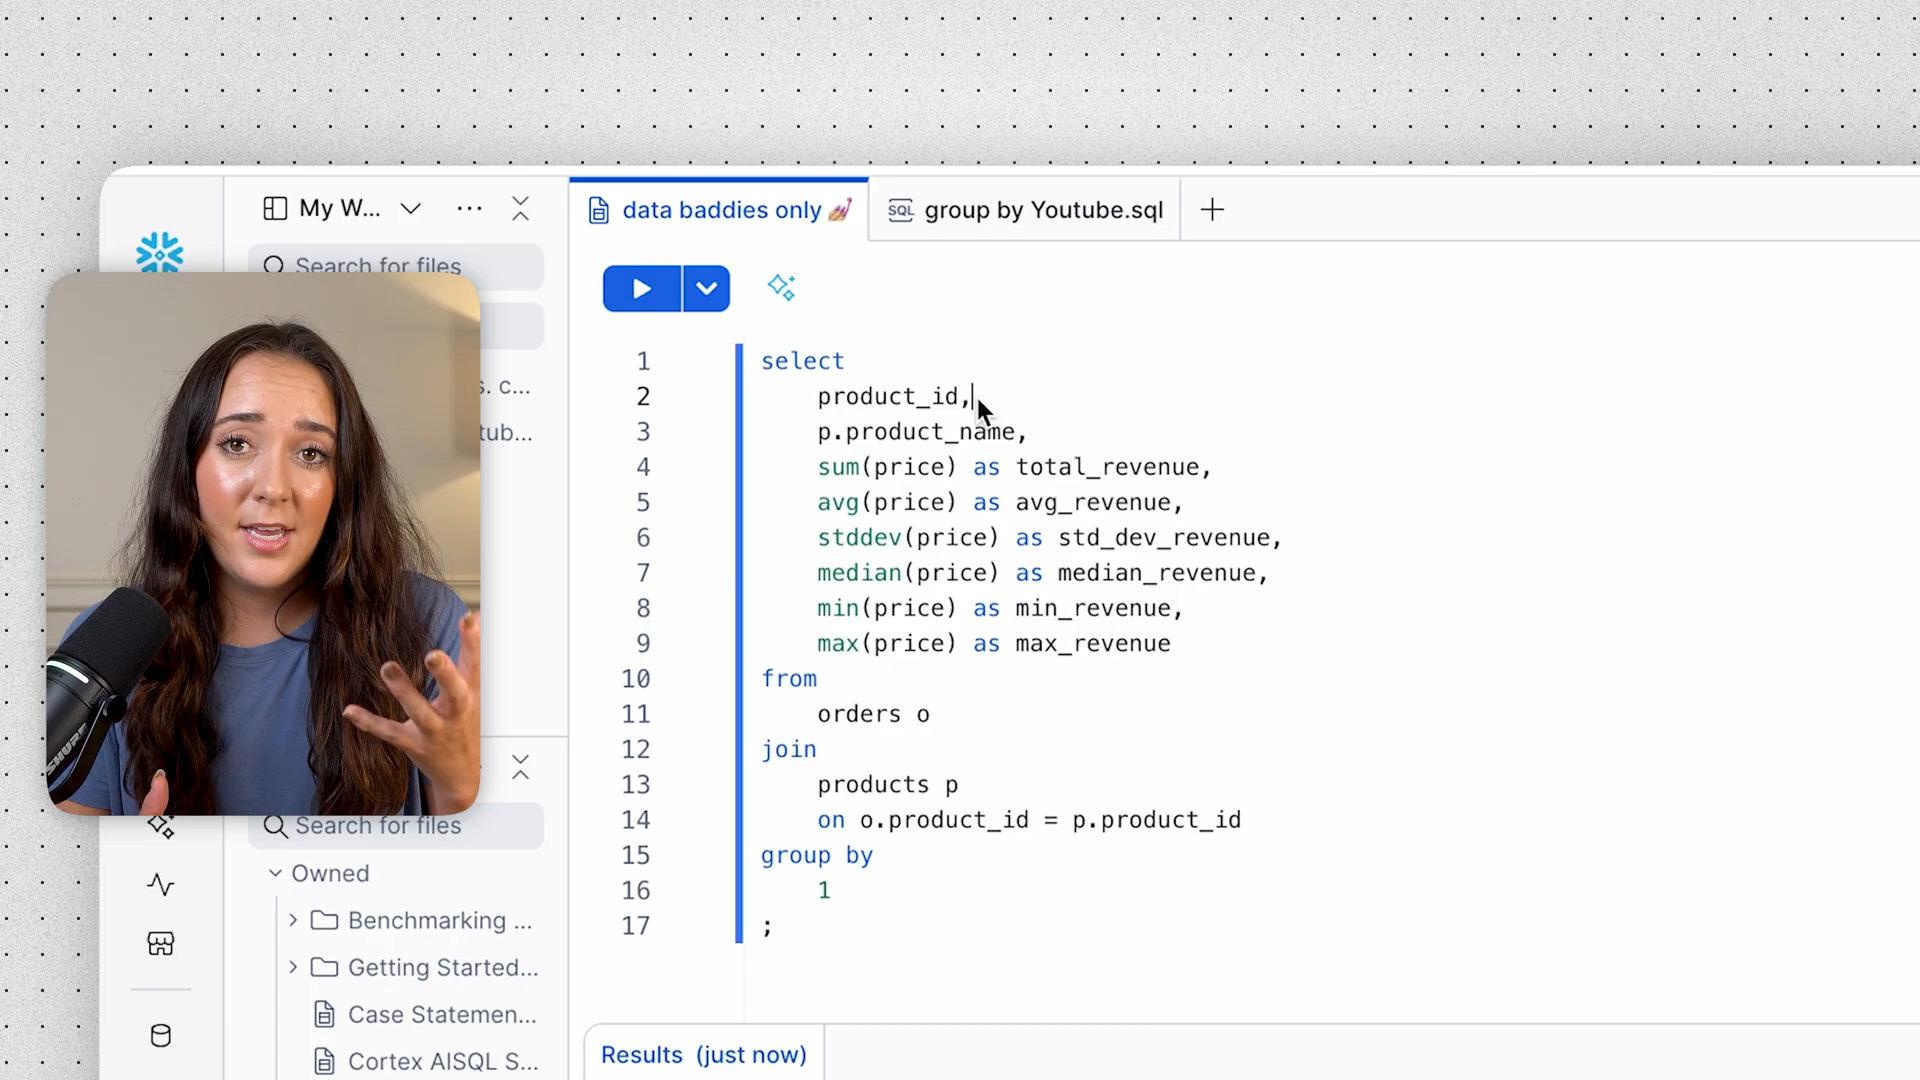 My W...
data baddies only 💅
SQL group by Youtube.sql
Search for files
s. c...
tub...
1 select
2 product_id,
3 p.product_name,
4 sum(price) as total_revenue,
5 avg(price) as avg_revenue,
6 stddev(price) as std_dev_revenue,
7 median(price) as median_revenue,
8 min(price) as min_revenue,
9 max(price) as max_revenue
10 from
11 orders o
12 join
13 products p
14 on o.product_id = p.product_id
15 group by
16 1
17 ;
SHURE
Search for files
Owned
Benchmarking ...
Getting Started...
Case Statemen...
Cortex AISQL S...
Results (just now)